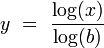 y = log(x) / log(b)